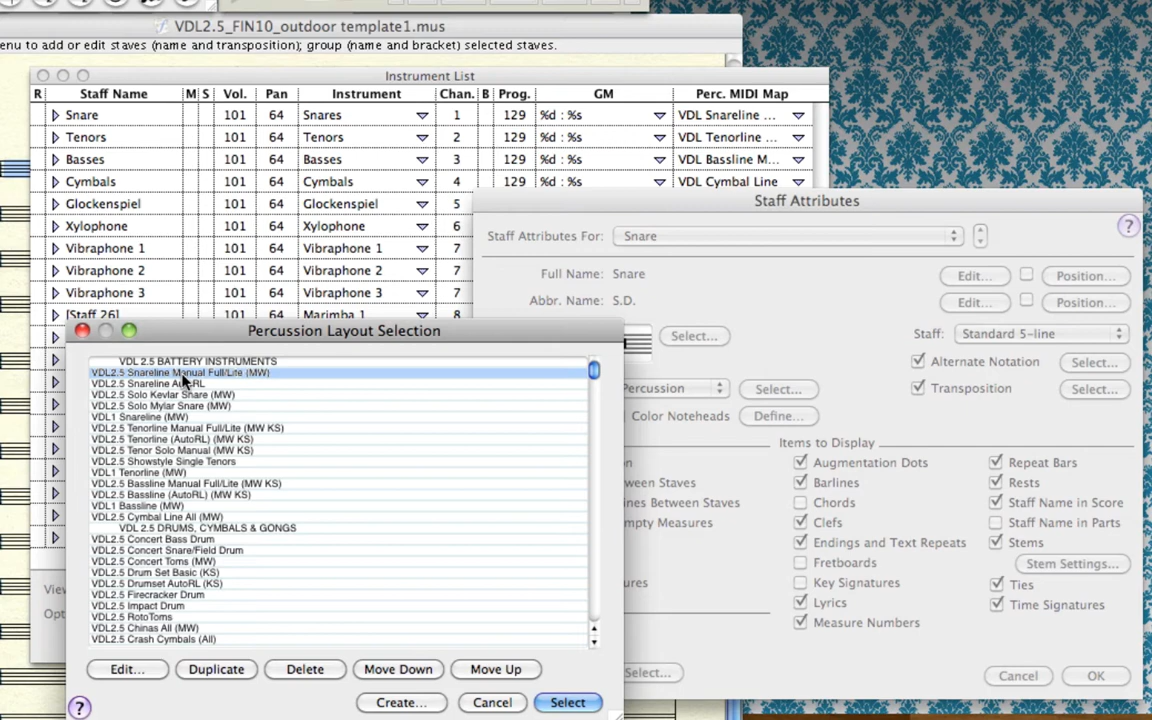 VDL2.5_FIN10_outdoor template1.mus
enu to add or edit staves (name and transposition); group (name and bracket) selected staves.
Instrument List
R Staff Name M S Vol. Pan Instrument Chan. B Prog. GM Perc. MIDI Map
Snare 101 64 Snares 1 129 %d : %s VDL Snareline ...
Tenors 101 64 Tenors 2 129 %d : %s VDL Tenorline ...
Basses 101 64 Basses 3 129 %d : %s VDL Bassline M...
Cymbals 101 64 Cymbals 4 129 %d : %s VDL Cymbal Line
Glockenspiel 101 64 Glockenspiel 5
Xylophone 101 64 Xylophone 6
Vibraphone 1 101 64 Vibraphone 1 7
Vibraphone 2 101 64 Vibraphone 2 7
Vibraphone 3 101 64 Vibraphone 3 7
[Staff 26] 101 64 Marimba 1 8
View
Opt
Staff Attributes
?
Staff Attributes For: Snare
Full Name: Snare Edit... Position...
Abbr. Name: S.D. Edit... Position...
Select... Staff: Standard 5-line
Alternate Notation Select...
Percussion Select... Transposition Select...
Color Noteheads Define...
Items to Display
n Augmentation Dots Repeat Bars
ween Staves Barlines Rests
ines Between Staves Chords Staff Name in Score
mpty Measures Clefs Staff Name in Parts
Endings and Text Repeats Stems
Fretboards Stem Settings...
ures Key Signatures Ties
Lyrics Time Signatures
Measure Numbers
Select... Cancel OK
Percussion Layout Selection
VDL 2.5 BATTERY INSTRUMENTS
VDL2.5 Snareline Manual Full/Lite (MW)
VDL2.5 Snareline AutoRL
VDL2.5 Solo Kevlar Snare (MW)
VDL2.5 Solo Mylar Snare (MW)
VDL1 Snareline (MW)
VDL2.5 Tenorline Manual Full/Lite (MW KS)
VDL2.5 Tenorline (AutoRL) (MW KS)
VDL2.5 Tenor Solo Manual (MW KS)
VDL2.5 Showstyle Single Tenors
VDL1 Tenorline (MW)
VDL2.5 Bassline Manual Full/Lite (MW KS)
VDL2.5 Bassline (AutoRL) (MW KS)
VDL1 Bassline (MW)
VDL2.5 Cymbal Line All (MW)
VDL 2.5 DRUMS, CYMBALS & GONGS
VDL2.5 Concert Bass Drum
VDL2.5 Concert Snare/Field Drum
VDL2.5 Concert Toms (MW)
VDL2.5 Drum Set Basic (KS)
VDL2.5 Drumset AutoRL (KS)
VDL2.5 Firecracker Drum
VDL2.5 Impact Drum
VDL2.5 RotoToms
VDL2.5 Chinas All (MW)
VDL2.5 Crash Cymbals (All)
Edit... Duplicate Delete Move Down Move Up
? Create... Cancel Select